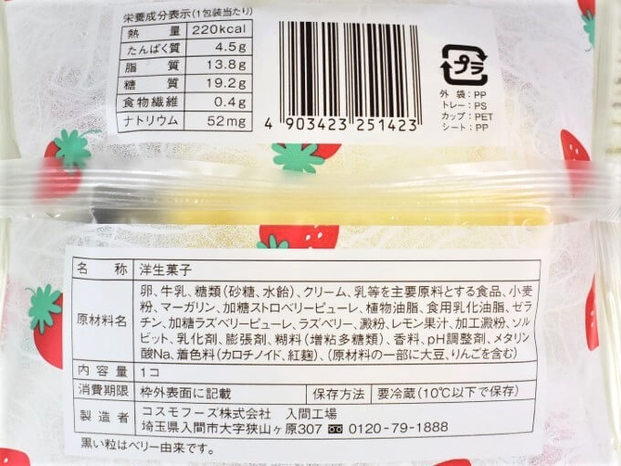 栄養成分表示(1包装当たり)
熱量 220kcal
たんぱく質 4.5g
脂質 13.8g
糖質 19.2g
食物繊維 0.4g
ナトリウム 52mg
4 903423 251423
プラ
外袋:PP
トレー:PS
カップ:PET
シート:PP
名称 洋生菓子
原材料名 卵、牛乳、糖類(砂糖、水飴)、クリーム、乳等を主要原料とする食品、小麦
粉、マーガリン、加糖ストロベリーピューレ、植物油脂、食用乳化油脂、ゼラ
チン、加糖ラズベリーピューレ、ラズベリー、澱粉、レモン果汁、加工澱粉、ソル
ビット、乳化剤、膨張剤、糊料(増粘多糖類)、香料、pH調整剤、メタリン
酸Na、着色料(カロチノイド、紅麹)、(原材料の一部に大豆、りんごを含む)
内容量 1コ
消費期限 枠外表面に記載 保存方法 要冷蔵(10℃以下で保存)
製造者 コスモフーズ株式会社 入間工場
埼玉県入間市大字狭山ヶ原307 0120-79-1888
黒い粒はベリー由来です。